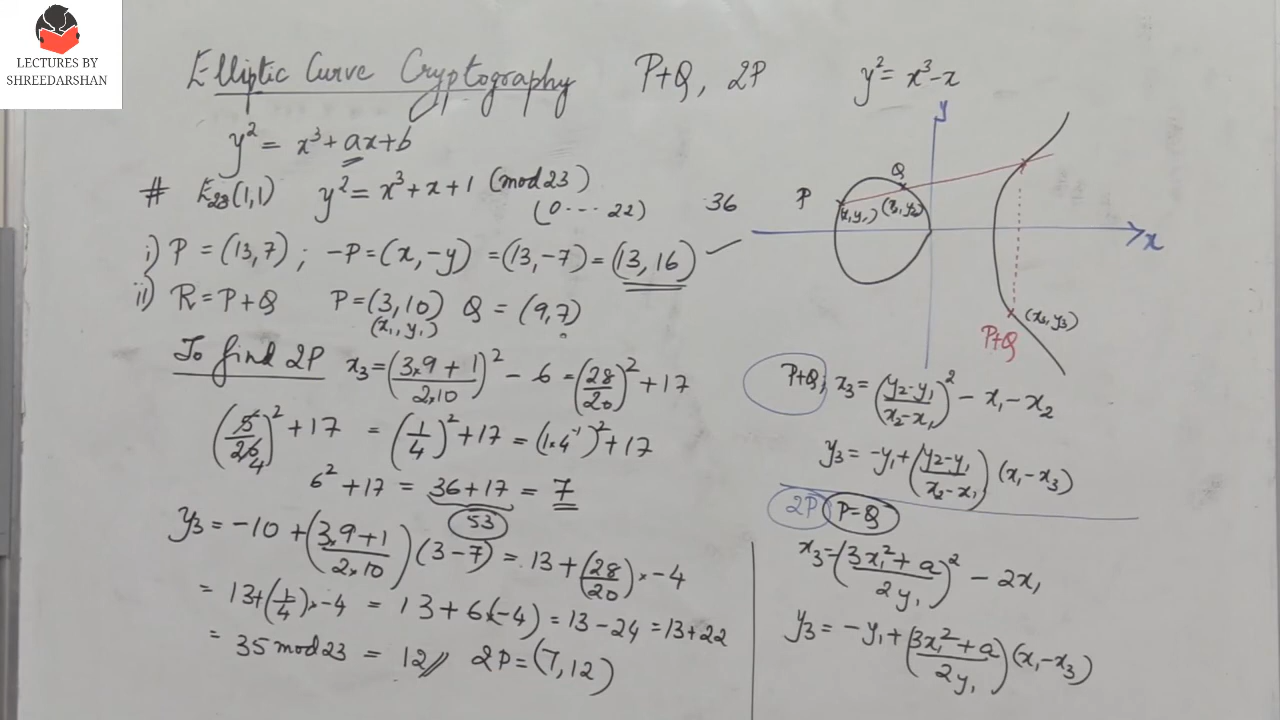 LECTURES BY
SHREEDARSHAN
Elliptic Curve Cryptography P+Q, 2P
y² = x³+ax+b
# E₂₃(1,1) y² = x³+x+1 (mod 23)
(0---- 22)
36
i) P = (13,7) ; -P=(x,-y) =(13,-7)=(13,16)
ii) R=P+Q P=(3,10) Q = (9,7)
(x₁,y₁)
To find 2P x₃=((3×9+1)/(2×10))² - 6 =(28/20)²+17
(5/20 4)²+17 = (1/4)²+17 = (1×4⁻¹)²+17
6²+17 = 36+17 = 7
53
y₃ = -10 +((3×9+1)/(2×10))(3-7) = 13+(28/20)×-4
= 13+(1/4)×-4 = 13+6×(-4) = 13-24 =13+22
= 35 mod 23 = 12// 2P=(7,12)
y² = x³-x
y
Q
P
(x₁y₁) (x₂,y₂)
x
(x₃,y₃)
P+Q
P+Q, x₃ = ((y₂-y₁)/(x₂-x₁))² - x₁-x₂
y₃ = -y₁+((y₂-y₁)/(x₂-x₁)) (x₁-x₃)
2P P=Q
x₃=((3x₁²+a)/(2y₁))² - 2x₁
y₃ = -y₁+((3x₁²+a)/(2y₁))(x₁-x₃)